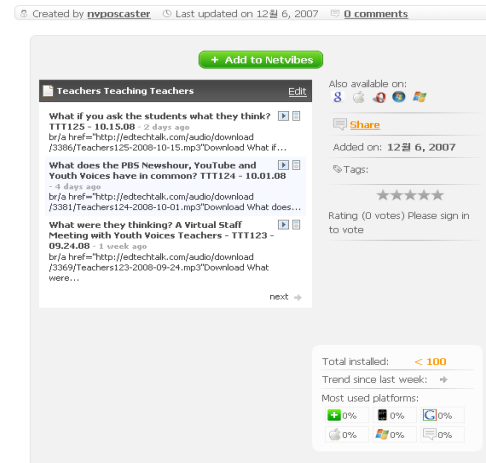 Created by nyposcaster Last updated on 12월 6, 2007 0 comments
+ Add to Netvibes
Teachers Teaching Teachers Edit
What if you ask the students what they think?
TTT125 - 10.15.08 - 2 days ago
br/a href="http://edtechtalk.com/audio/download
/3386/Teachers125-2008-10-15.mp3"Download What if...
What does the PBS Newshour, YouTube and
Youth Voices have in common? TTT124 - 10.01.08
- 4 days ago
br/a href="http://edtechtalk.com/audio/download
/3381/Teachers124-2008-10-01.mp3"Download What does...
What were they thinking? A Virtual Staff
Meeting with Youth Voices Teachers - TTT123 -
09.24.08 - 1 week ago
br/a href="http://edtechtalk.com/audio/download
/3369/Teachers123-2008-09-24.mp3"Download What
were...
next
Also available on:
Share
Added on: 12월 6, 2007
Tags:
Rating (0 votes) Please sign in
to vote
Total installed: < 100
Trend since last week:
Most used platforms:
0% 0% 0%
0% 0% 0%